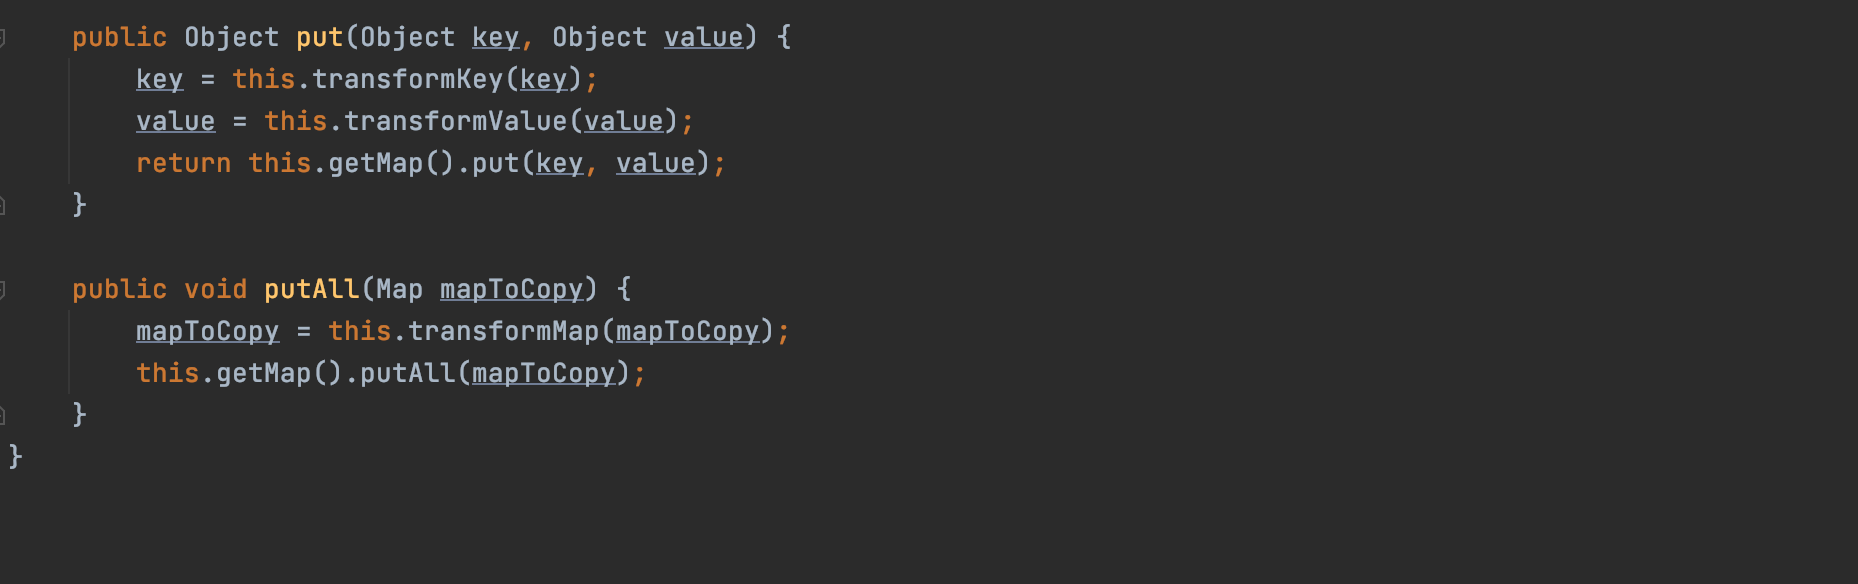 public Object put(Object key, Object value) {
key = this.transformKey(key);
value = this.transformValue(value);
return this.getMap().put(key, value);
}
public void putAll(Map mapToCopy) {
mapToCopy = this.transformMap(mapToCopy);
this.getMap().putAll(mapToCopy);
}
}